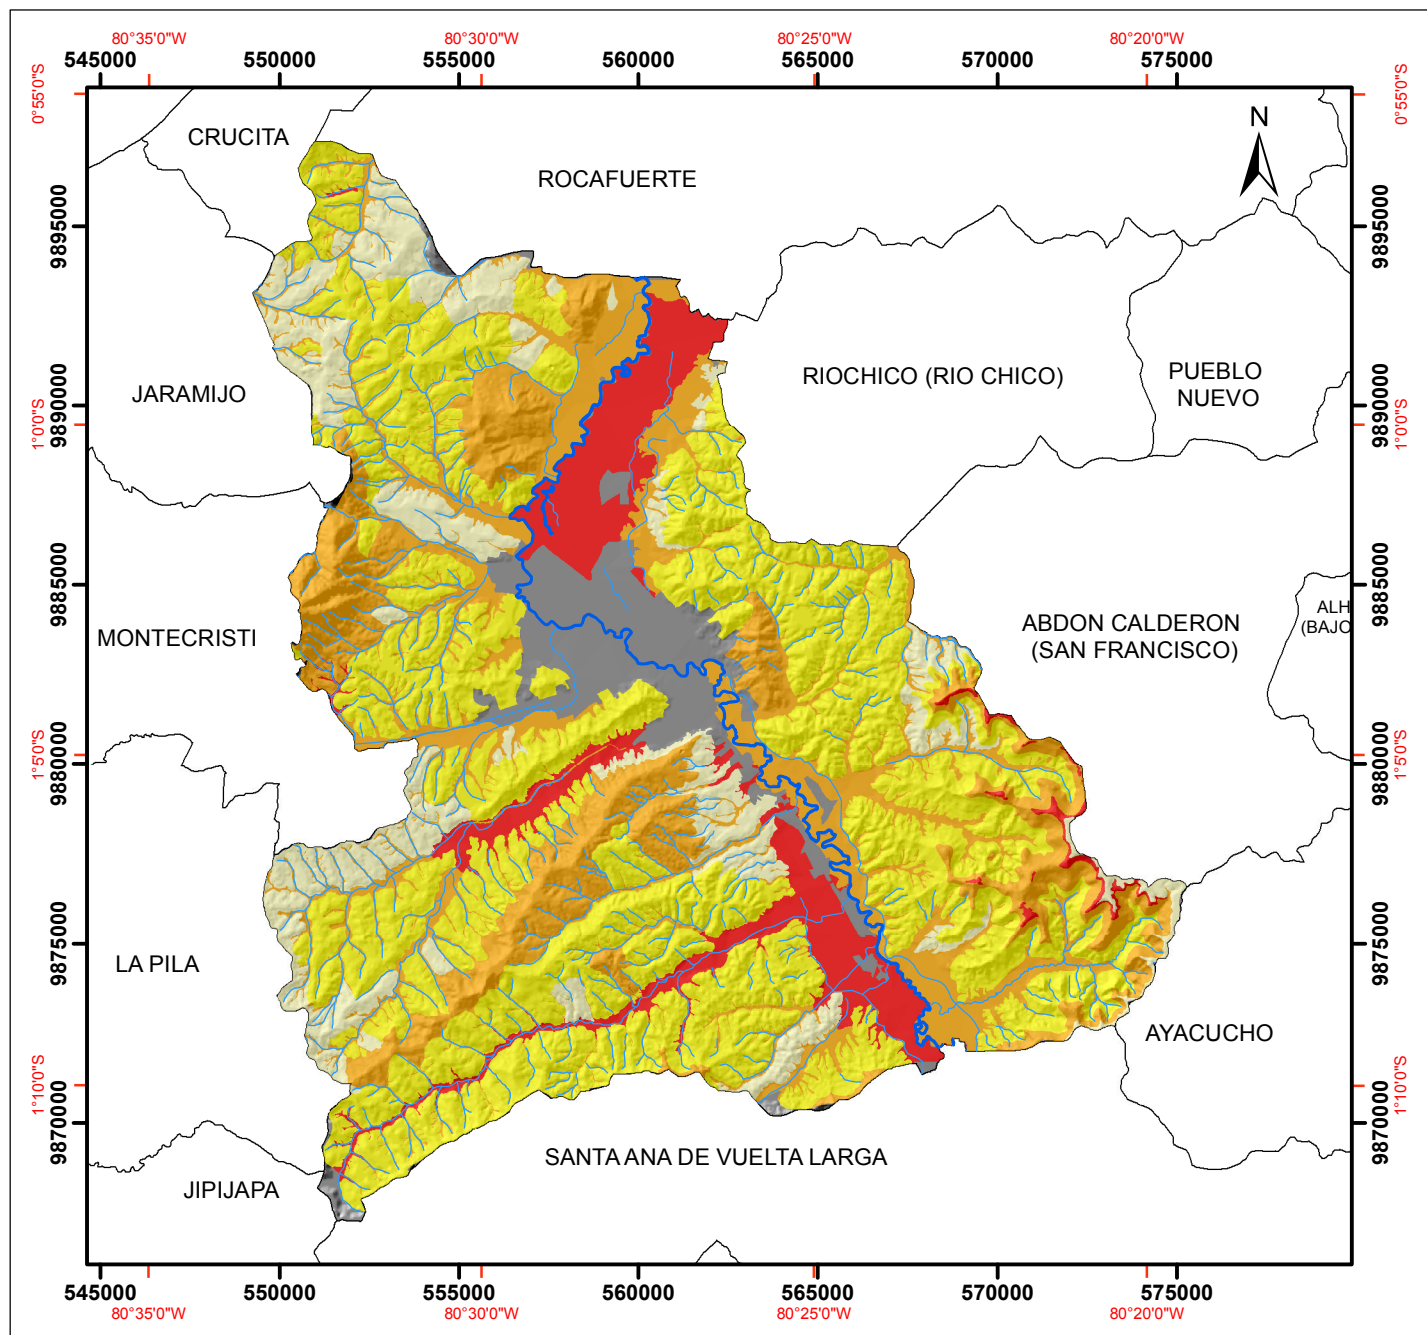 80°35'0"W 80°30'0"W 80°25'0"W 80°20'0"W
545000 550000 555000 560000 565000 570000 575000
0°55'0"S
0°55'0"S
N
CRUCITA
ROCAFUERTE
9895000
9895000
RIOCHICO (RIO CHICO)
PUEBLO
NUEVO
JARAMIJO
9890000
9890000
1°0'0"S
1°0'0"S
9885000
9885000
ALH
(BAJO
ABDON CALDERON
(SAN FRANCISCO)
MONTECRISTI
1°5'0"S
1°5'0"S
9880000
9880000
9875000
9875000
LA PILA
AYACUCHO
1°10'0"S
1°10'0"S
9870000
9870000
SANTA ANA DE VUELTA LARGA
JIPIJAPA
545000 550000 555000 560000 565000 570000 575000
80°35'0"W 80°30'0"W 80°25'0"W 80°20'0"W